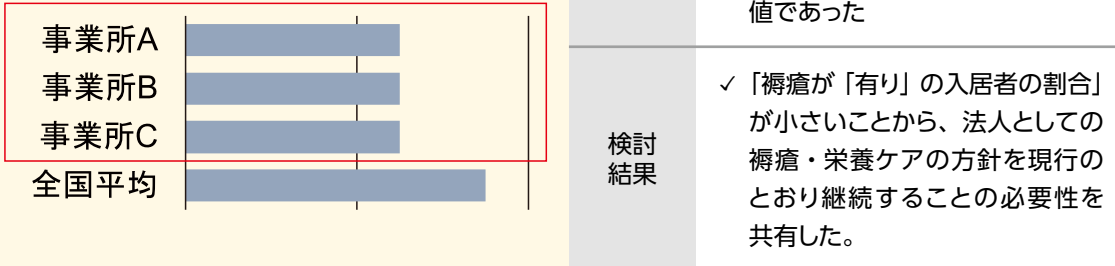 事業所A
事業所B
事業所C
全国平均
値であった
検討
結果
✓「褥瘡が「有り」の入居者の割合」
が小さいことから、法人としての
褥瘡・栄養ケアの方針を現行の
とおり継続することの必要性を
共有した。